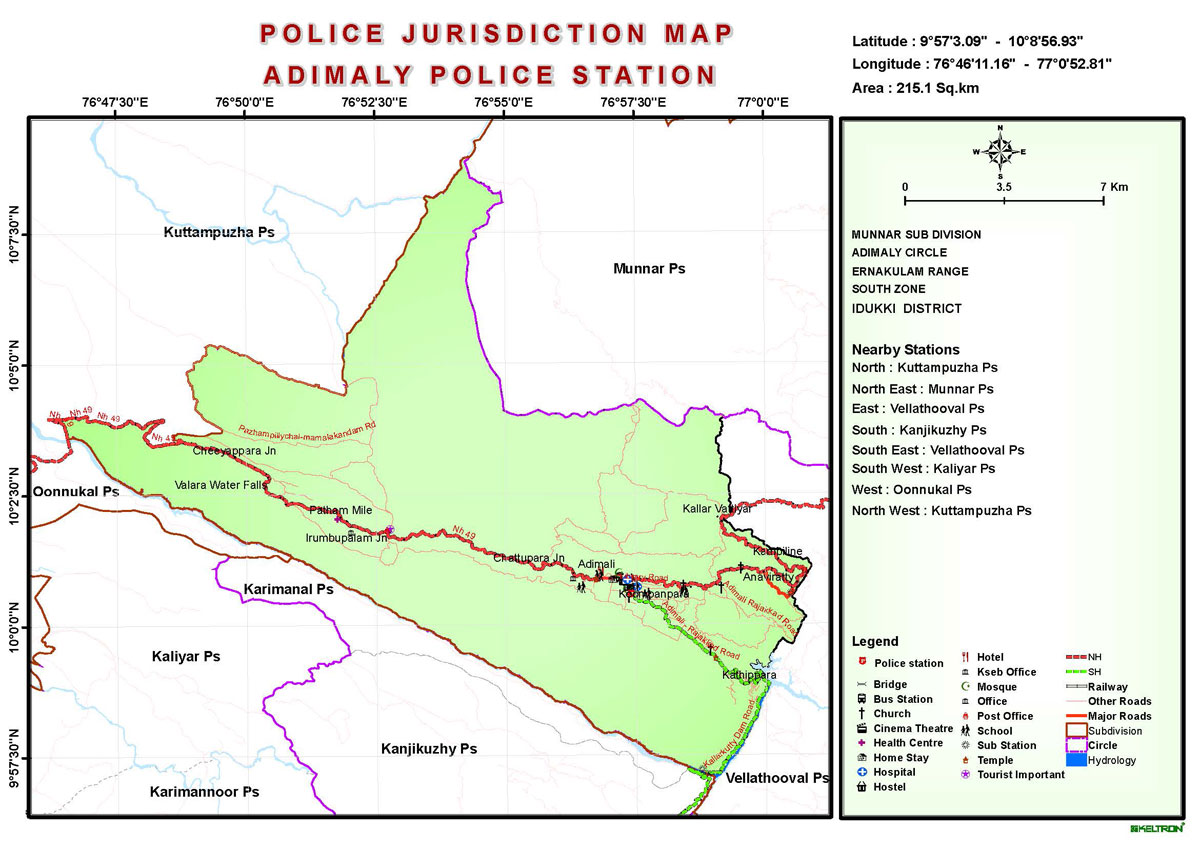 POLICE JURISDICTION MAP
ADIMALY POLICE STATION
Latitude : 9°57'3.09" - 10°8'56.93"
Longitude : 76°46'11.16" - 77°0'52.81"
Area : 215.1 Sq.km
76°47'30"E 76°50'0"E 76°52'30"E 76°55'0"E 76°57'30"E 77°0'0"E
10°7'30"N
10°5'0"N
10°2'30"N
10°0'0"N
9°57'30"N
Kuttampuzha Ps
Munnar Ps
Nh
Nh 49
Nh 49
Nh 4
Pazhampillychal-mamalakandam Rd
Cheeyappara Jn
Valara Water Falls
Oonnukal Ps
Patham Mile
Irumbupalam Jn
Nh 49
Kallar Vattiyar
Kampiline
Chattupara Jn
Adimali
Road
Anaviratty
Koombanpara
Adimali Rajakkad Road
Adimali - Rajakkad Road
Karimanal Ps
Kaliyar Ps
Kathippara
Kallarkutty Dam Road
Kanjikuzhy Ps
Vellathooval Ps
Karimannoor Ps
N
W E
S
0 3.5 7 Km
MUNNAR SUB DIVISION
ADIMALY CIRCLE
ERNAKULAM RANGE
SOUTH ZONE
IDUKKI DISTRICT
Nearby Stations
North : Kuttampuzha Ps
North East : Munnar Ps
East : Vellathooval Ps
South : Kanjikuzhy Ps
South East : Vellathooval Ps
South West : Kaliyar Ps
West : Oonnukal Ps
North West : Kuttampuzha Ps
Legend
Police station
Bridge
Bus Station
Church
Cinema Theatre
Health Centre
Home Stay
Hospital
Hostel
Hotel
Kseb Office
Mosque
Office
Post Office
School
Sub Station
Temple
Tourist Important
NH
SH
Railway
Other Roads
Major Roads
Subdivision
Circle
Hydrology
KELTRON